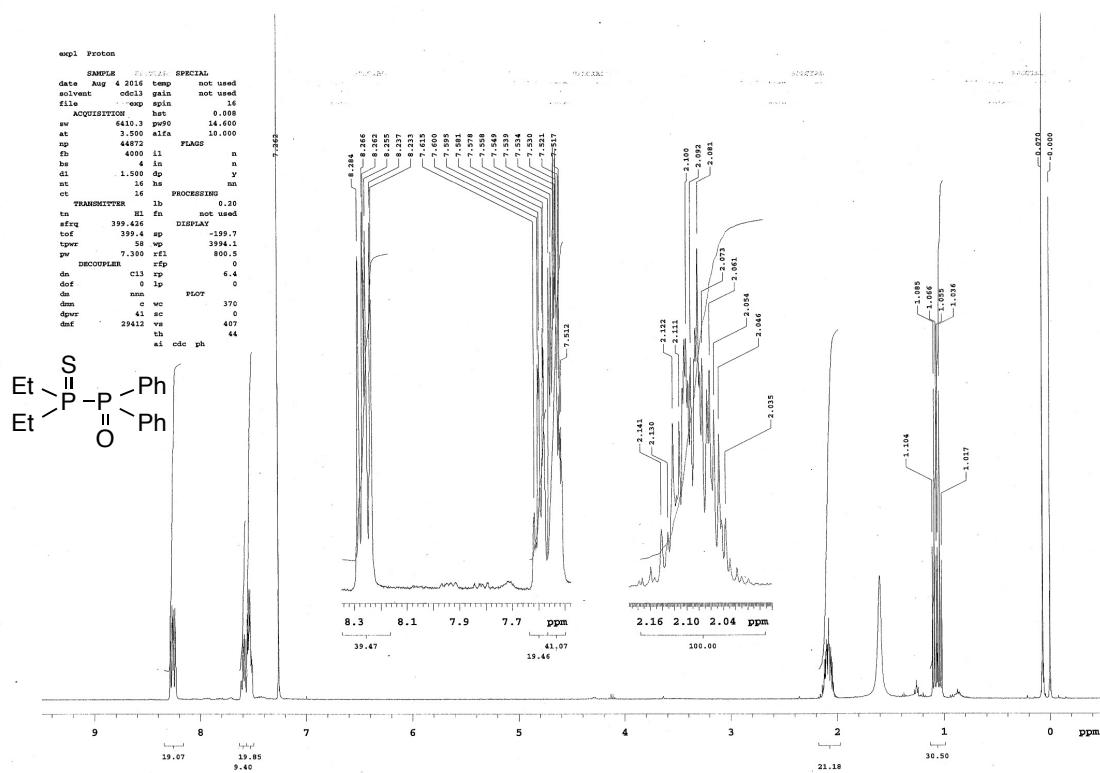 exp1 Proton
SAMPLE SPECIAL
date Aug 4 2016 temp not used
solvent cdcl3 gain not used
file exp spin 16
ACQUISITION hst 0.008
sw 6410.3 pw90 14.600
at 3.500 alfa 10.000
np 44872 FLAGS
fb 4000 il n
bs 4 in n
d1 1.500 dp y
nt 16 hs nn
ct 16 PROCESSING
TRANSMITTER lb 0.20
tn H1 fn not used
sfrq 399.426 DISPLAY
tof 399.4 sp -199.7
tpwr 58 wp 3994.1
pw 7.300 rfl 800.5
DECOUPLER rfp 0
dn C13 rp 6.4
dof 0 lp 0
dm nnn PLOT
dmm c wc 370
dpwr 41 sc 0
dmf 29412 vs 407
th 44
ai cdc ph
S
Et Ph
P P
Et Ph
O
7.262
8.284
8.266
8.262
8.255
8.237
8.233
7.615
7.600
7.595
7.581
7.578
7.558
7.549
7.539
7.534
7.530
7.521
7.517
7.512
2.141
2.130
2.122
2.111
2.100
2.092
2.081
2.073
2.061
2.054
2.046
2.035
1.104
1.085
1.066
1.055
1.036
1.017
0.070
-0.000
8.3 8.1 7.9 7.7 ppm
39.47 41.07
19.46
2.16 2.10 2.04 ppm
100.00
9 8 7 6 5 4 3 2 1 0 ppm
19.07 19.85
9.40 21.18
30.50